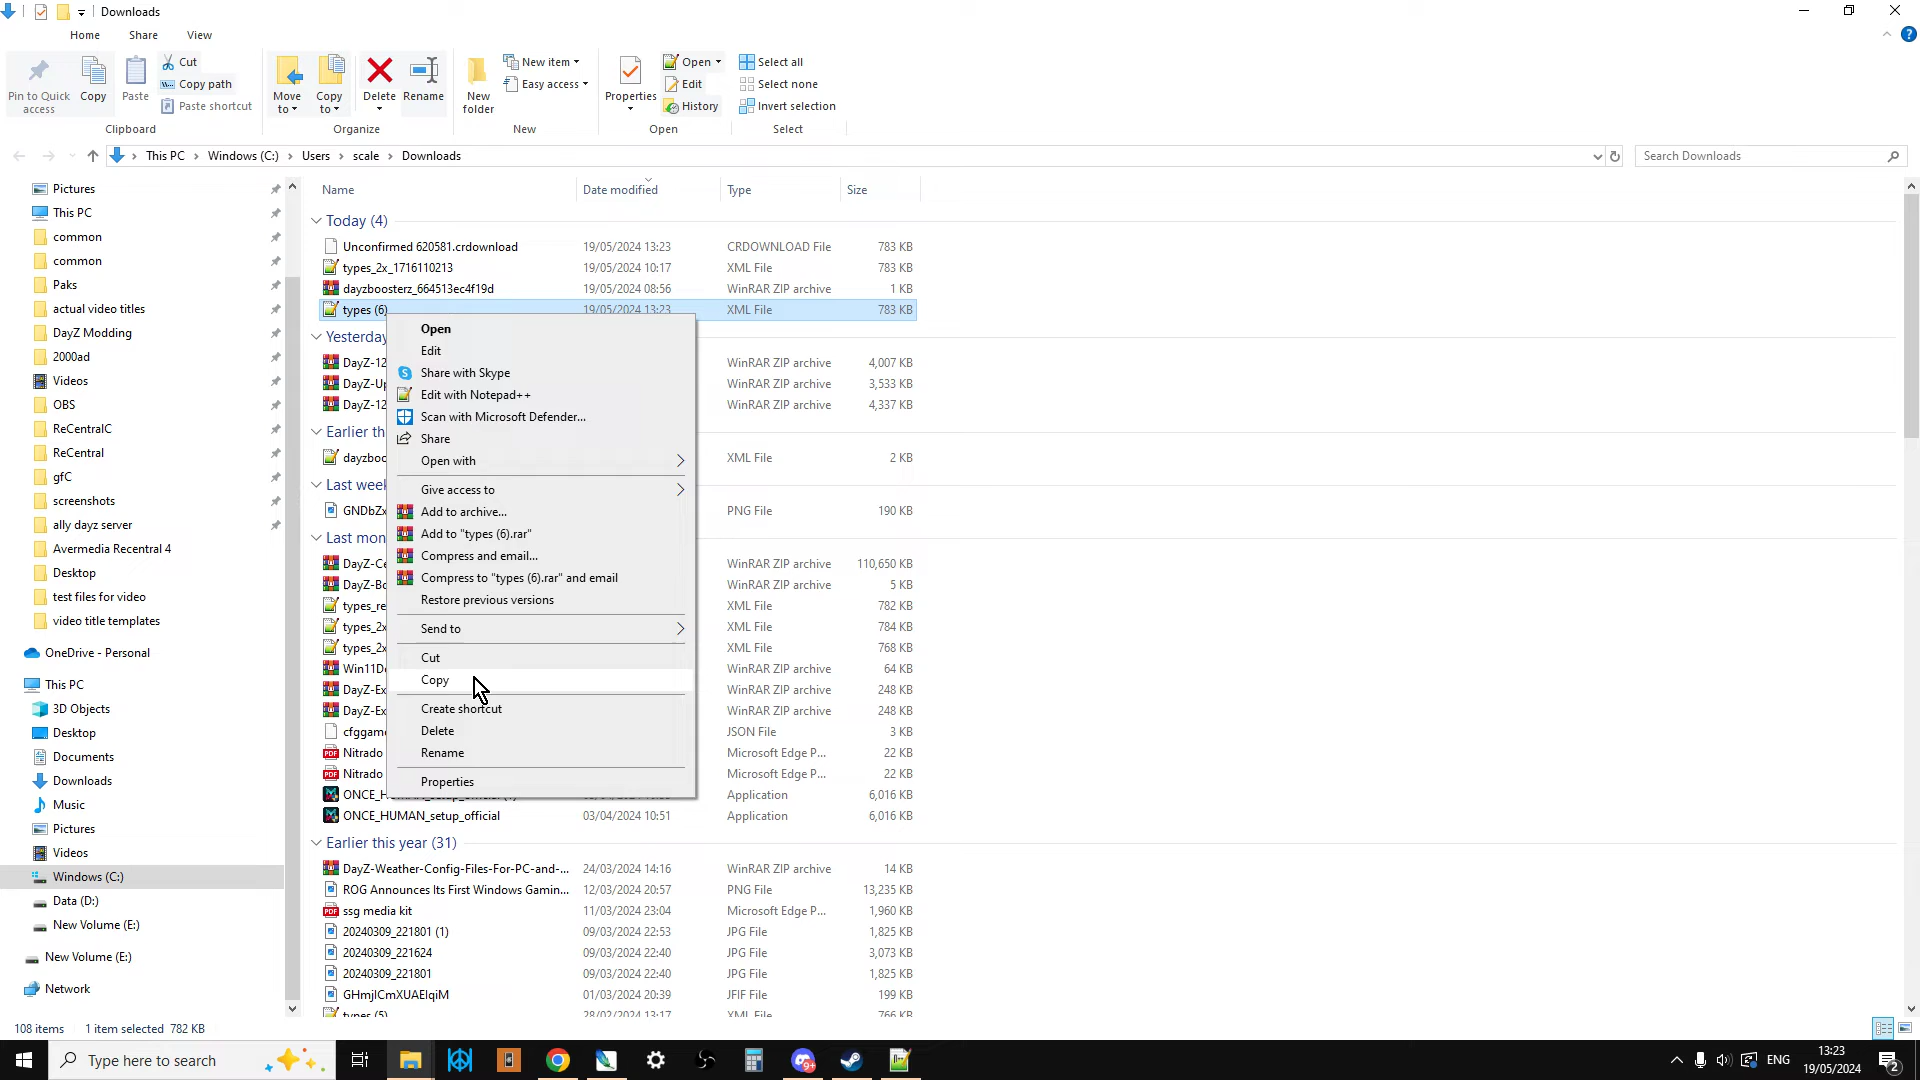 Downloads
Home Share View
Pin to Quick access
Copy
Paste
Cut
Copy path
Paste shortcut
Clipboard
Move to
Copy to
Delete
Rename
Organize
New folder
New item
Easy access
New
Properties
Open
Edit
History
Open
Select all
Select none
Invert selection
Select
This PC Windows (C:) Users scale Downloads
Search Downloads
Pictures
This PC
common
common
Paks
actual video titles
DayZ Modding
2000ad
Videos
OBS
ReCentralC
ReCentral
gfC
screenshots
ally dayz server
Avermedia Recentral 4
Desktop
test files for video
video title templates
OneDrive - Personal
This PC
3D Objects
Desktop
Documents
Downloads
Music
Pictures
Videos
Windows (C:)
Data (D:)
New Volume (E:)
New Volume (E:)
Network
Name Date modified Type Size
Today (4)
Unconfirmed 620581.crdownload 19/05/2024 13:23 CRDOWNLOAD File 783 KB
types_2x_1716110213 19/05/2024 10:17 XML File 783 KB
dayzboosterz_664513ec4f19d 19/05/2024 08:56 WinRAR archive 1 KB
types (6) 19/05/2024 13:23 XML File 783 KB
Yesterday
DayZ-12 WinRAR ZIP archive 4,007 KB
DayZ-Up WinRAR ZIP archive 3,533 KB
DayZ-12 WinRAR ZIP archive 4,337 KB
Earlier th
dayzboo XML File 2 KB
Last week
GNDbZx PNG File 190 KB
Last mon
DayZ-Ce WinRAR ZIP archive 110,650 KB
DayZ-Bo WinRAR ZIP archive 5 KB
types_re XML File 782 KB
types_2x XML File 784 KB
types_2x XML File 768 KB
Win11De WinRAR ZIP archive 64 KB
DayZ-Ex WinRAR ZIP archive 248 KB
DayZ-Ex WinRAR ZIP archive 248 KB
cfggame JSON File 3 KB
Nitrado Microsoft Edge P... 22 KB
Nitrado Microsoft Edge P... 22 KB
Application 6,016 KB
ONCE_HUMAN_setup_official 03/04/2024 10:51 Application 6,016 KB
Earlier this year (31)
DayZ-Weather-Config-Files-For-PC-and-... 24/03/2024 14:16 WinRAR ZIP archive 14 KB
ROG Announces Its First Windows Gamin... 12/03/2024 20:57 PNG File 13,235 KB
ssg media kit 11/03/2024 23:04 Microsoft Edge P... 1,960 KB
20240309_221801 (1) 09/03/2024 22:53 JPG File 1,825 KB
20240309_221624 09/03/2024 22:40 JPG File 3,073 KB
20240309_221801 09/03/2024 22:40 JPG File 1,825 KB
GHmjlCmXUAElqiM 01/03/2024 20:39 JFIF File 199 KB
types (5) 28/02/2024 13:17 XML File 766 KB
Open
Edit
Share with Skype
Edit with Notepad++
Scan with Microsoft Defender...
Share
Open with
Give access to
Add to archive...
Add to "types (6).rar"
Compress and email...
Compress to "types (6).rar" and email
Restore previous versions
Send to
Cut
Copy
Create shortcut
Delete
Rename
Properties
108 items 1 item selected 782 KB
Type here to search
9+
ENG
13:23
19/05/2024
2